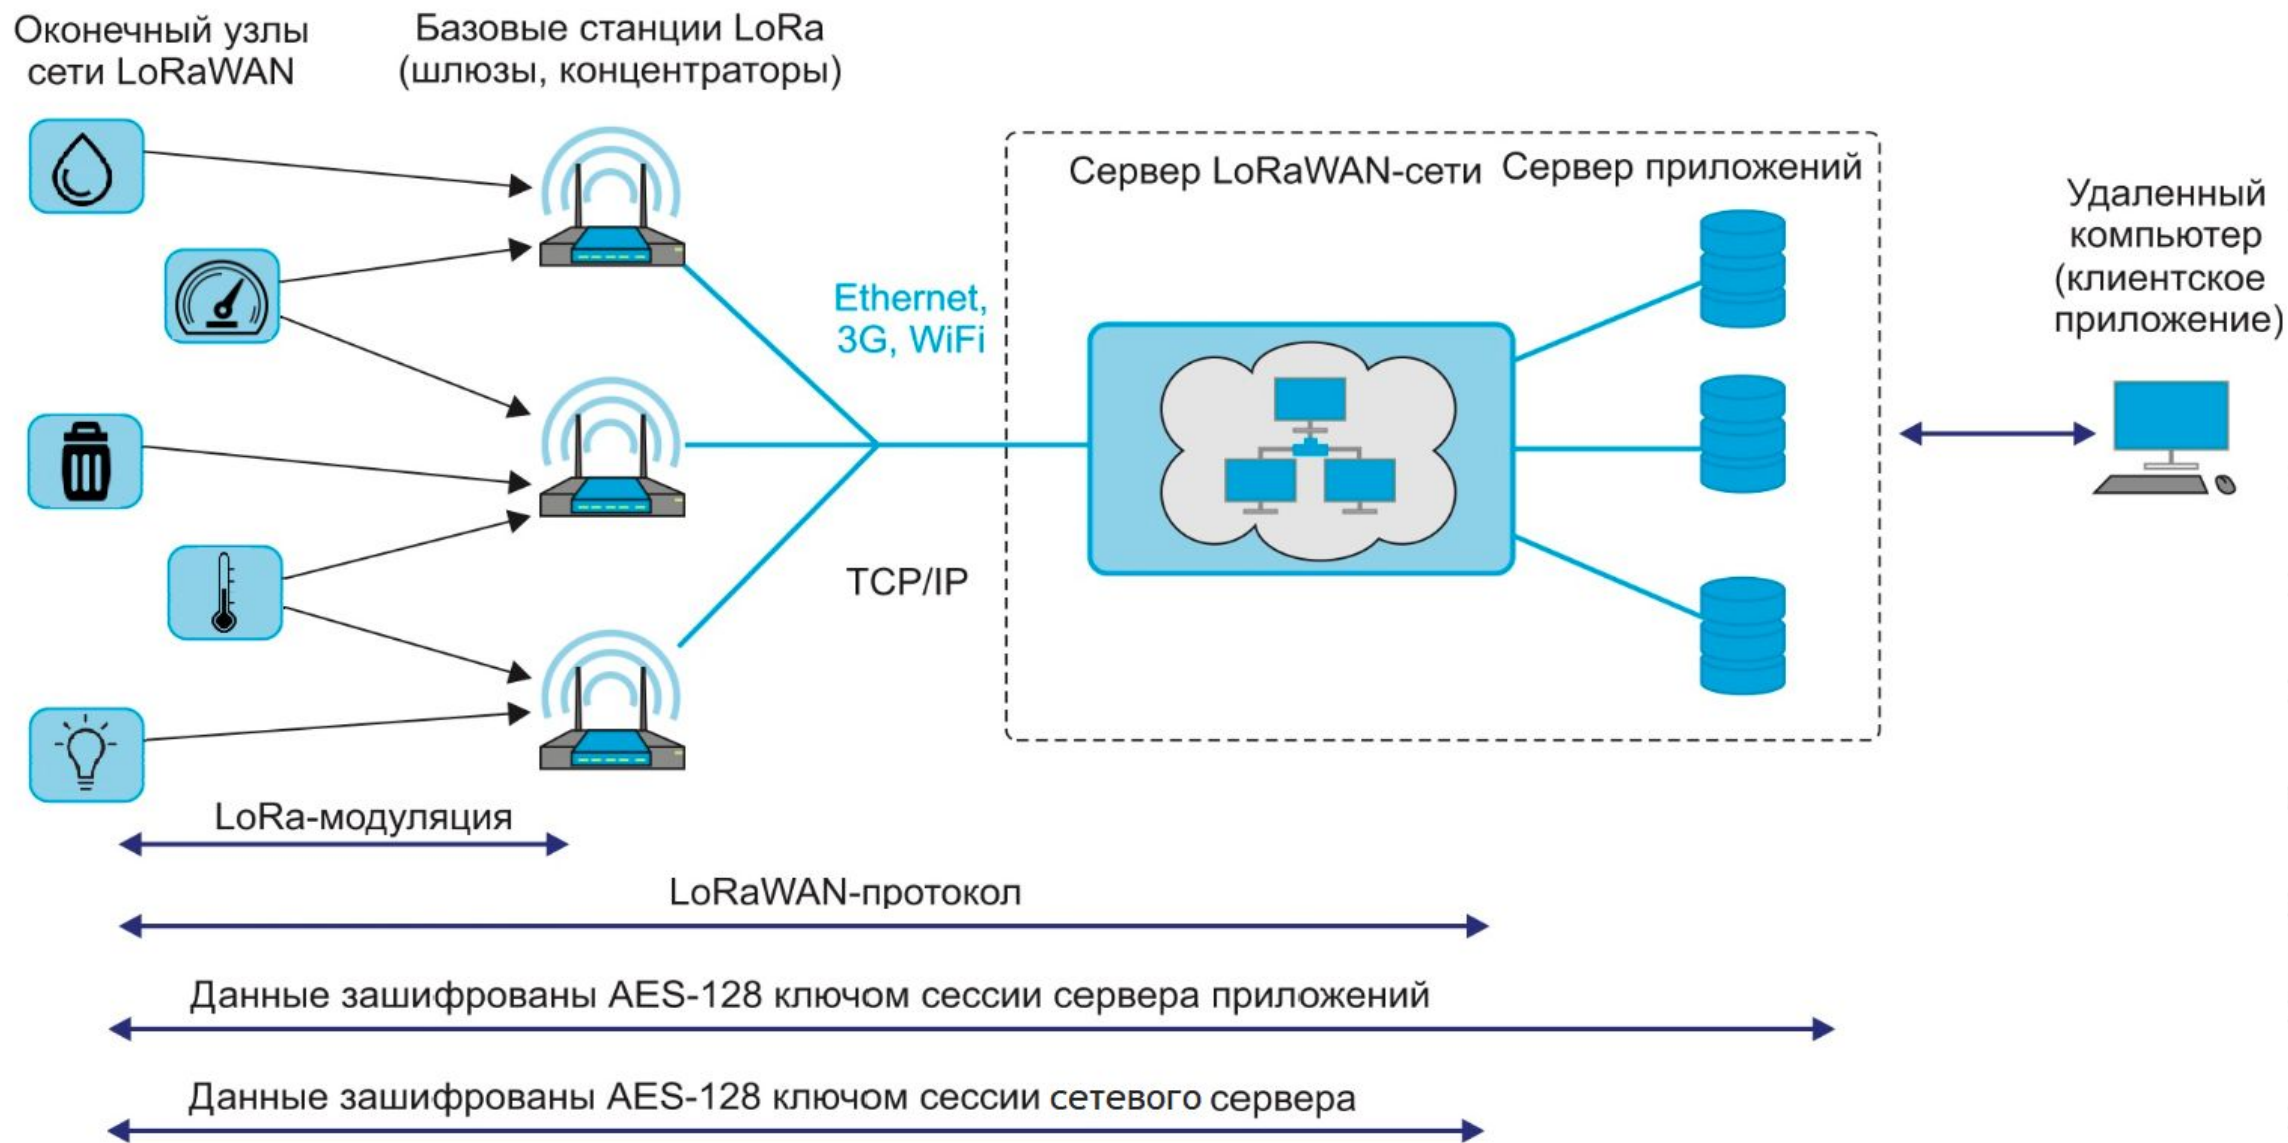 Оконечный узлы
сети LoRaWAN
Базовые станции LoRa
(шлюзы, концентраторы)
Сервер LoRaWAN-сети
Сервер приложений
Удаленный
компьютер
(клиентское
приложение)
Ethernet,
3G, WiFi
TCP/IP
LoRa-модуляция
LoRaWAN-протокол
Данные зашифрованы AES-128 ключом сессии сервера приложений
Данные зашифрованы AES-128 ключом сессии сетевого сервера